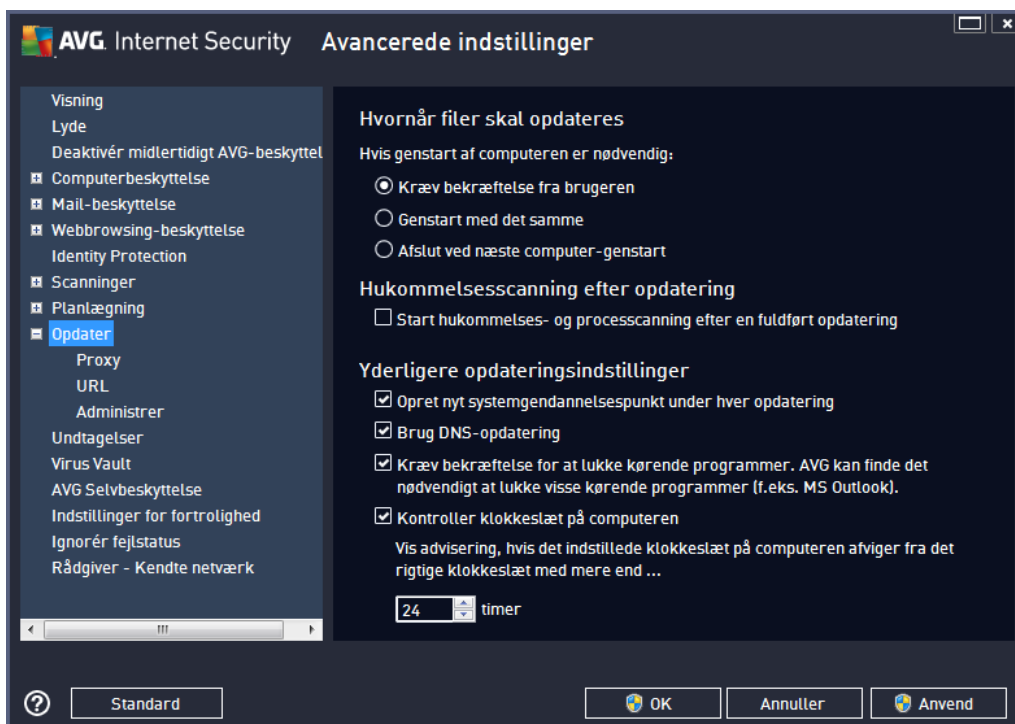 AVG. Internet Security Avancerede indstillinger
Visning
Lyde
Deaktivér midlertidigt AVG-beskyttel
Computerbeskyttelse
Mail-beskyttelse
Webbrowsing-beskyttelse
Identity Protection
Scanninger
Planlægning
Opdater
Proxy
URL
Administrer
Undtagelser
Virus Vault
AVG Selvbeskyttelse
Indstillinger for fortrolighed
Ignorér fejlstatus
Rådgiver - Kendte netværk
Hvornår filer skal opdateres
Hvis genstart af computeren er nødvendig:
Kræv bekræftelse fra brugeren
Genstart med det samme
Afslut ved næste computer-genstart
Hukommelsesscanning efter opdatering
Start hukommelses- og processcanning efter en fuldført opdatering
Yderligere opdateringsindstillinger
Opret nyt systemgendannelsespunkt under hver opdatering
Brug DNS-opdatering
Kræv bekræftelse for at lukke kørende programmer. AVG kan finde det
nødvendigt at lukke visse kørende programmer (f.eks. MS Outlook).
Kontroller klokkeslæt på computeren
Vis advisering, hvis det indstillede klokkeslæt på computeren afviger fra det
rigtige klokkeslæt med mere end ...
24 timer
? Standard OK Annuller Anvend